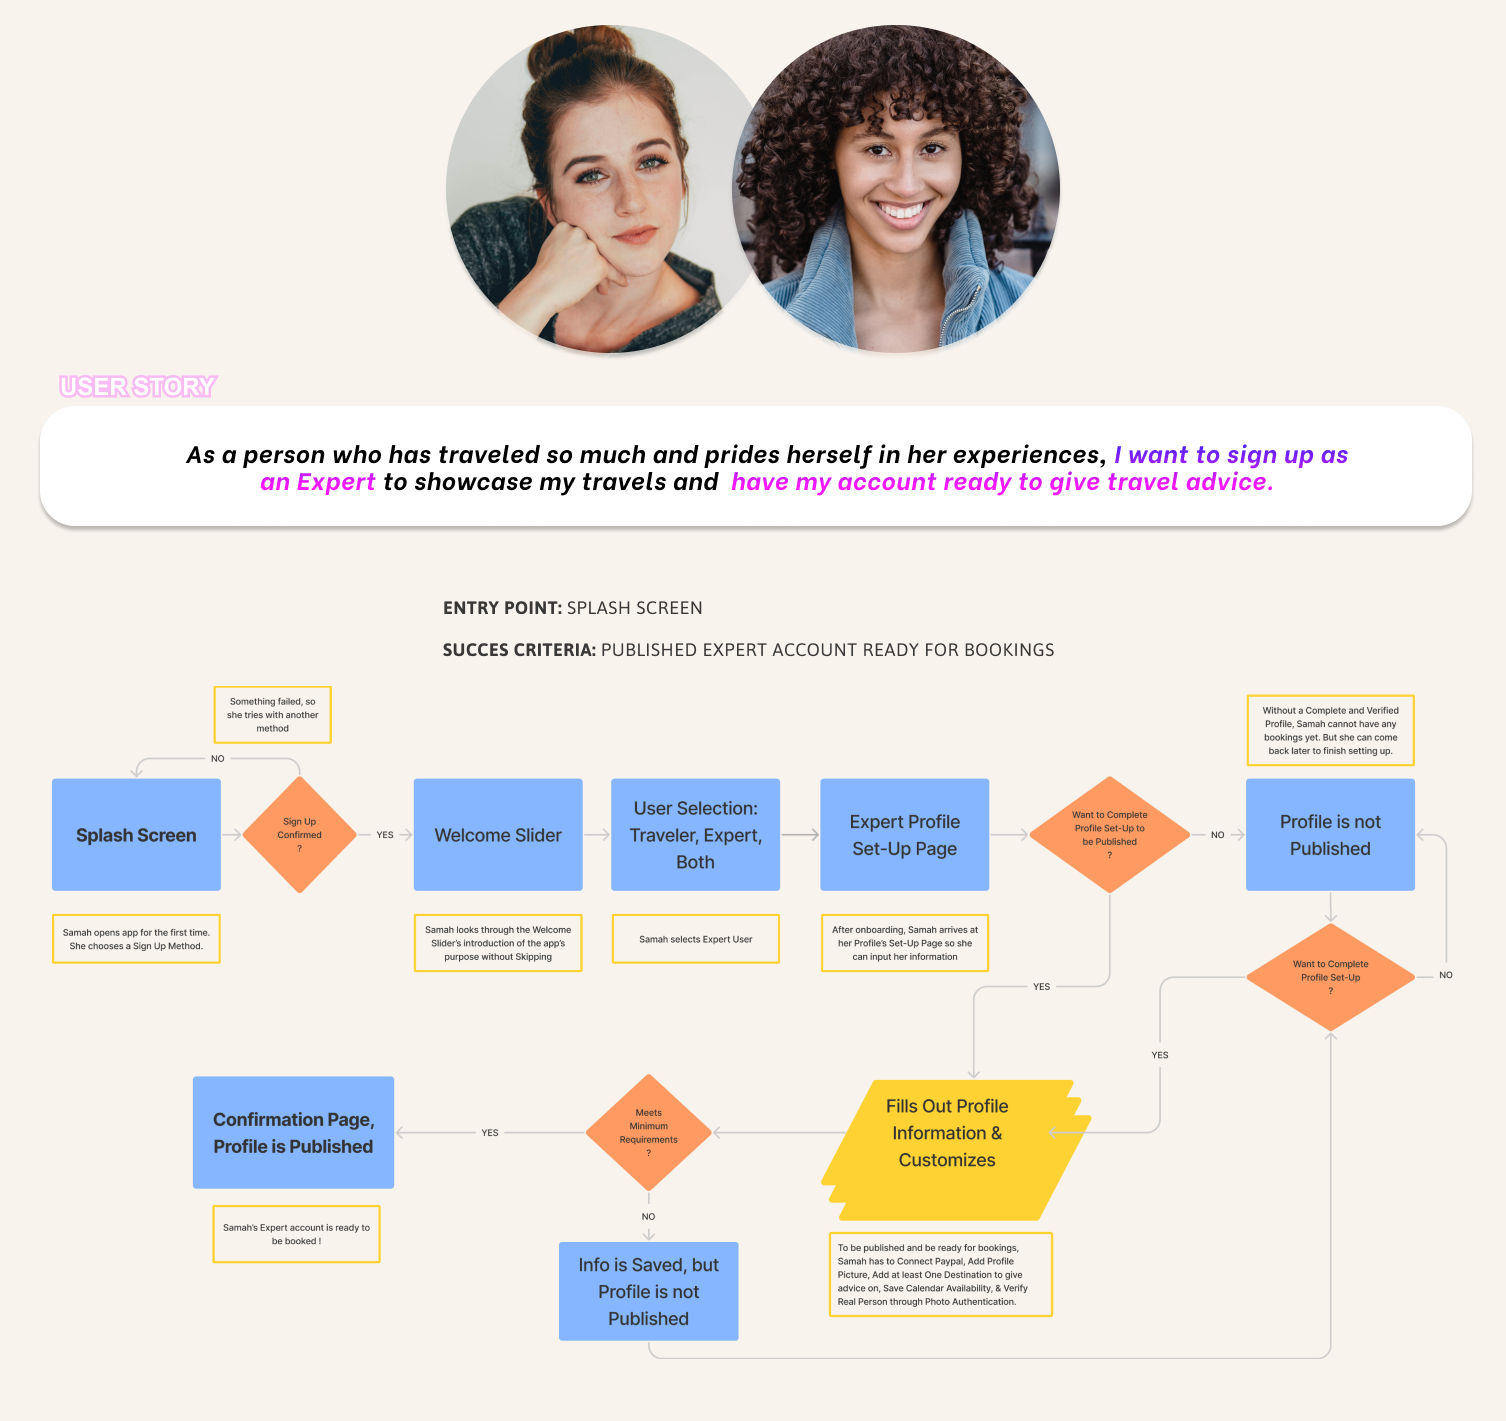 USER STORY
As a person who has traveled so much and prides herself in her experiences, I want to sign up as
an Expert to showcase my travels and have my account ready to give travel advice.
ENTRY POINT: SPLASH SCREEN
SUCCES CRITERIA: PUBLISHED EXPERT ACCOUNT READY FOR BOOKINGS
Something failed, so
she tries with another
method
NO
Splash Screen
Samah opens app for the first time.
She chooses a Sign Up Method.
Sign Up
Confirmed
?
YES
Welcome Slider
Samah looks through the Welcome
Slider's introduction of the app's
purpose without Skipping
User Selection:
Traveler, Expert,
Both
Samah selects Expert User
Expert Profile
Set-Up Page
After onboarding, Samah arrives at
her Profile's Set-Up Page so she
can input her information
Want to Complete
Profile Set-Up to
be Published
?
NO
Without a Complete and Verified
Profile, Samah cannot have any
bookings yet. But she can come
back later to finish setting up.
Profile is not
Published
Want to Complete
Profile Set-Up
?
NO
YES
YES
Fills Out Profile
Information &
Customizes
To be published and be ready for bookings,
Samah has to Connect Paypal, Add Profile
Picture, Add at least One Destination to give
advice on, Save Calendar Availability, & Verify
Real Person through Photo Authentication.
Meets
Minimum
Requirements
?
YES
Confirmation Page,
Profile is Published
Samah's Expert account is ready to
be booked !
NO
Info is Saved, but
Profile is not
Published